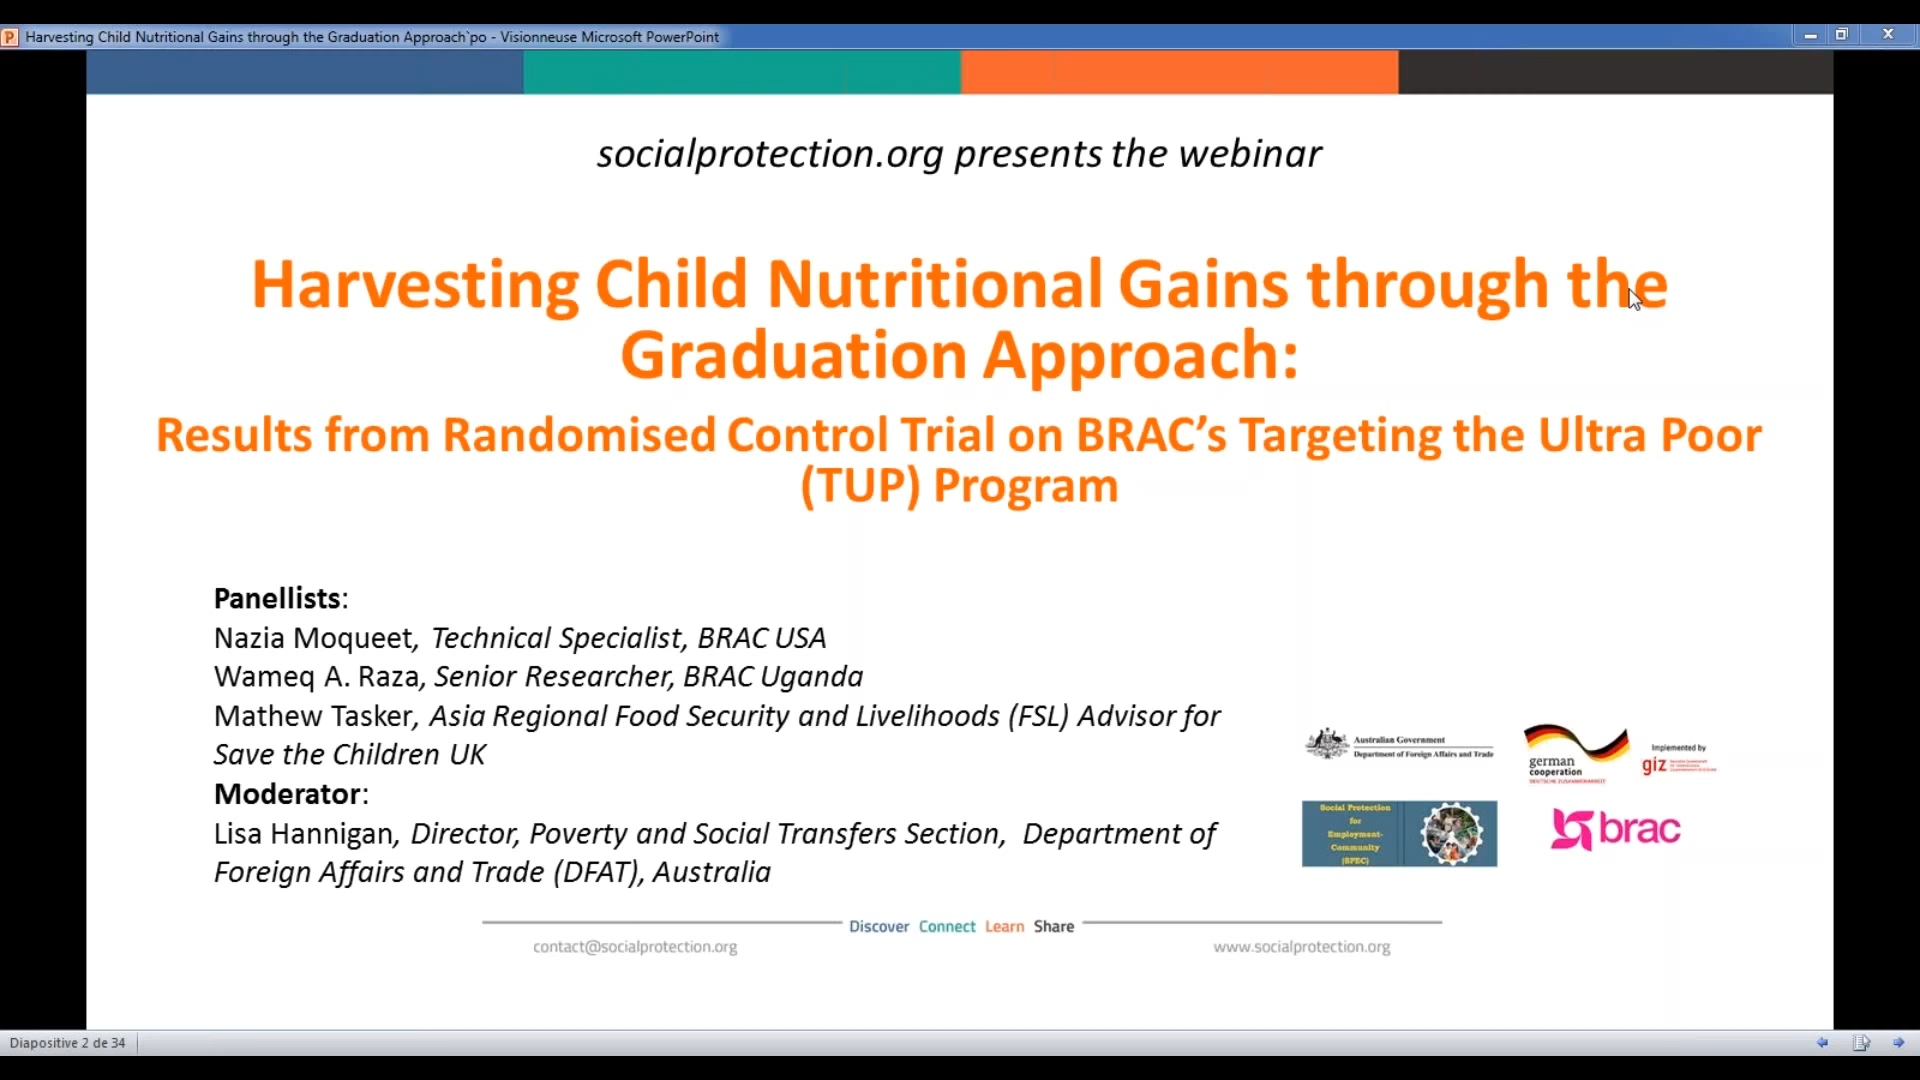 Harvesting Child Nutritional Gains through the Graduation Approach`po - Visionneuse Microsoft PowerPoint
socialprotection.org presents the webinar
Harvesting Child Nutritional Gains through the
Graduation Approach:
Results from Randomised Control Trial on BRAC’s Targeting the Ultra Poor
(TUP) Program
Panellists:
Nazia Moqueet, Technical Specialist, BRAC USA
Wameq A. Raza, Senior Researcher, BRAC Uganda
Mathew Tasker, Asia Regional Food Security and Livelihoods (FSL) Advisor for
Save the Children UK
Moderator:
Lisa Hannigan, Director, Poverty and Social Transfers Section, Department of
Foreign Affairs and Trade (DFAT), Australia
Australian Government
Department of Foreign Affairs and Trade
german
cooperation
DEUTSCHE ZUSAMMENARBEIT
Implemented by
giz
Social Protection
for
Employment-
Community
(SPEC)
brac
Discover Connect Learn Share
contact@socialprotection.org
www.socialprotection.org
Diapositive 2 de 34